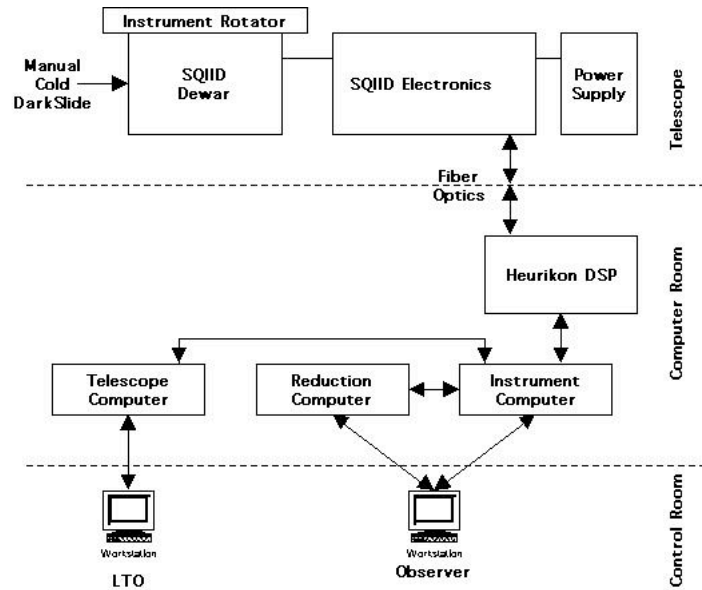 Instrument Rotator
Manual
Cold
DarkSlide
SQIID
Dewar
SQIID Electronics
Power
Supply
Telescope
Fiber
Optics
Heurikon DSP
Computer Room
Telescope
Computer
Reduction
Computer
Instrument
Computer
Workstation
LTO
Workstation
Observer
Control Room